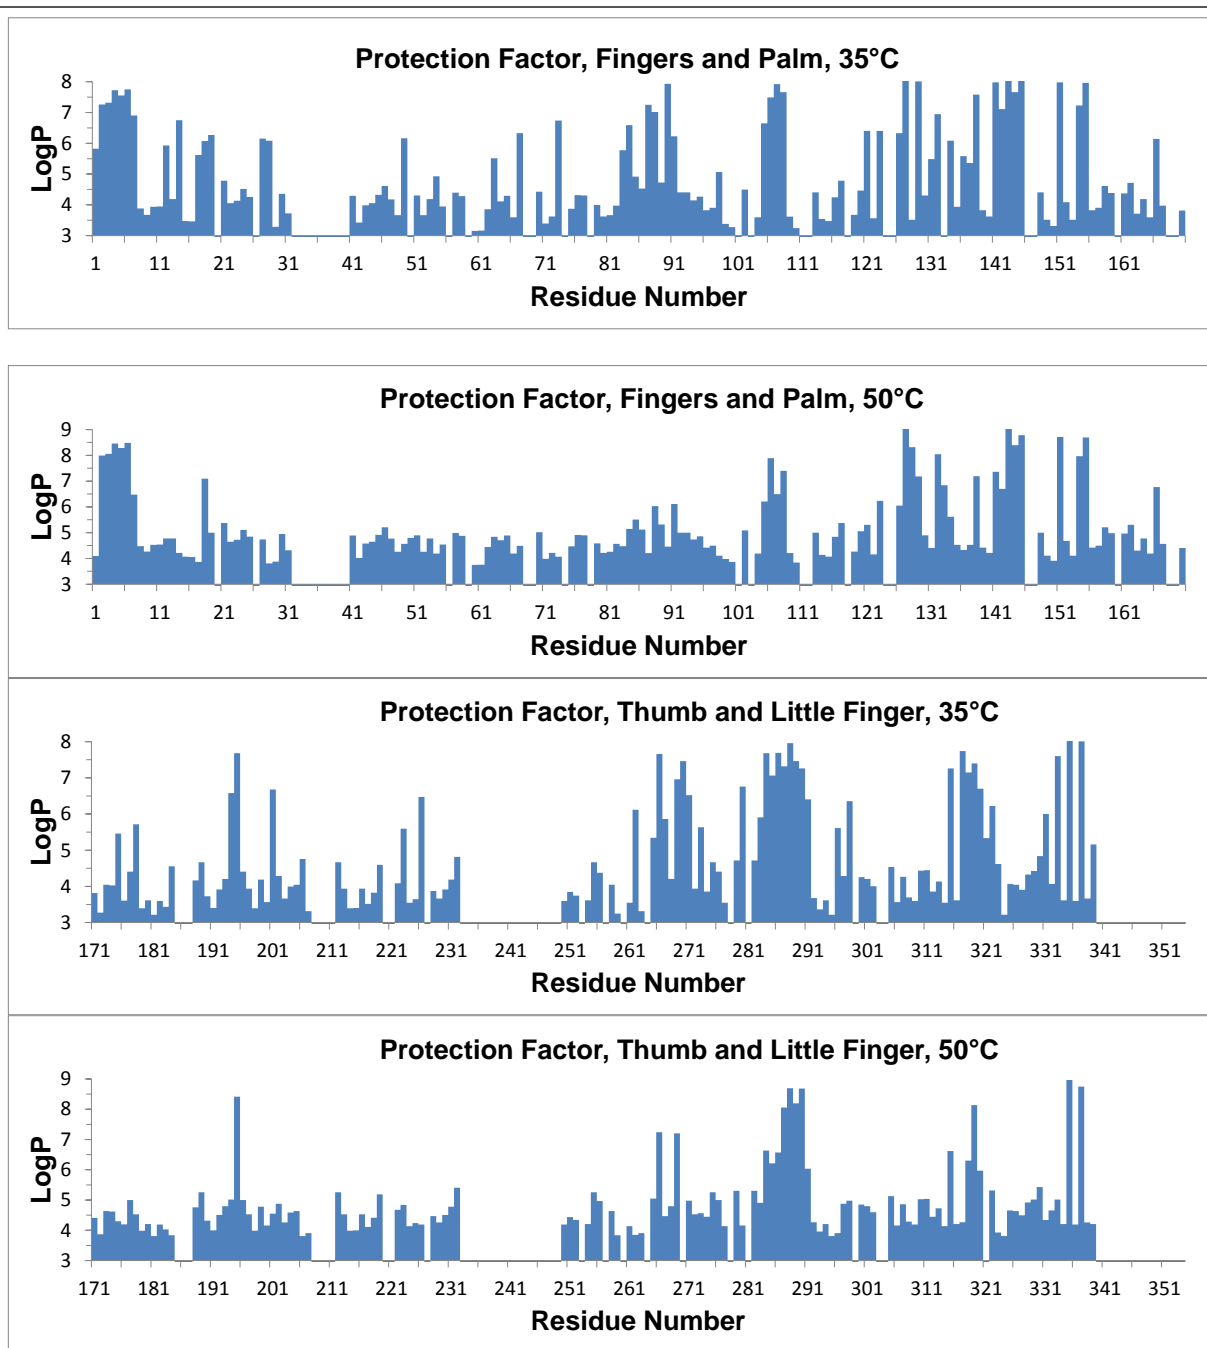 Protection Factor, Fingers and Palm, 35°C
8
7
6
5
4
3
LogP
1 11 21 31 41 51 61 71 81 91 101 111 121 131 141 151 161
Residue Number
Protection Factor, Fingers and Palm, 50°C
9
8
7
6
5
4
3
LogP
1 11 21 31 41 51 61 71 81 91 101 111 121 131 141 151 161
Residue Number
Protection Factor, Thumb and Little Finger, 35°C
8
7
6
5
4
3
LogP
171 181 191 201 211 221 231 241 251 261 271 281 291 301 311 321 331 341 351
Residue Number
Protection Factor, Thumb and Little Finger, 50°C
9
8
7
6
5
4
3
LogP
171 181 191 201 211 221 231 241 251 261 271 281 291 301 311 321 331 341 351
Residue Number